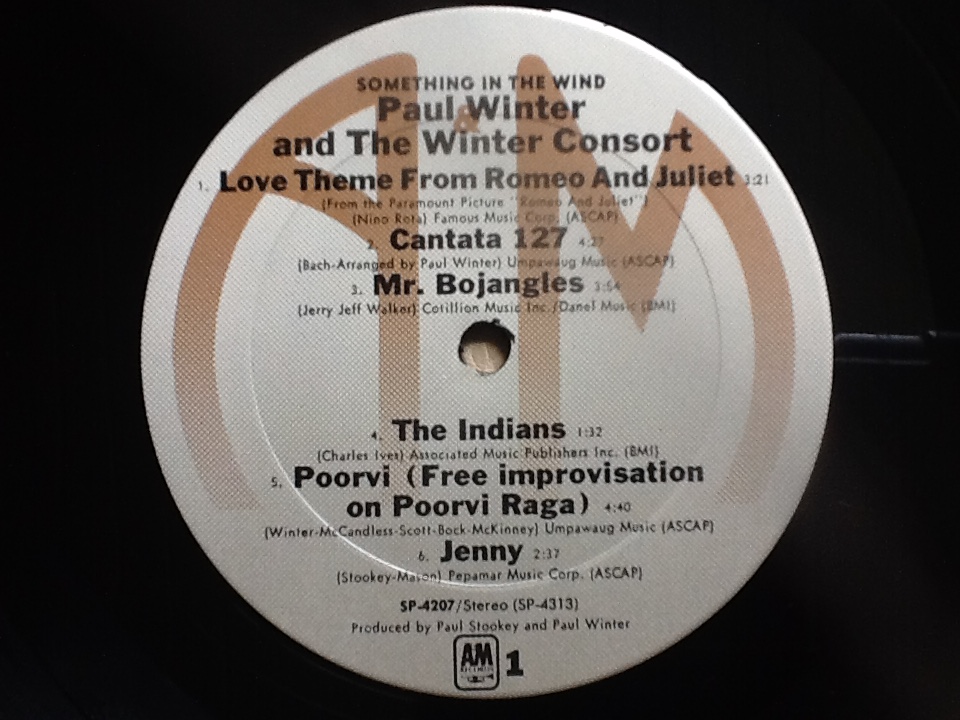 SOMETHING IN THE WIND
Paul Winter
and The Winter Consort
1. Love Theme From Romeo And Juliet 3:21
(From the Paramount Picture "Romeo And Juliet")
(Nino Rota) Famous Music Corp. (ASCAP)
2. Cantata 127 4:27
(Bach-Arranged by Paul Winter) Umpawaug Music (ASCAP)
3. Mr. Bojangles 3:54
(Jerry Jeff Walker) Cotillion Music Inc./Danel Music (BMI)
4. The Indians 1:32
(Charles Ives) Associated Music Publishers Inc. (BMI)
5. Poorvi (Free improvisation
on Poorvi Raga) 4:40
(Winter-McCandless-Scott-Bock-McKinney) Umpawaug Music (ASCAP)
6. Jenny 2:37
(Stookey-Mason) Pepamar Music Corp. (ASCAP)
SP-4207/Stereo (SP-4313)
Produced by Paul Stookey and Paul Winter
AM
RECORDS
1